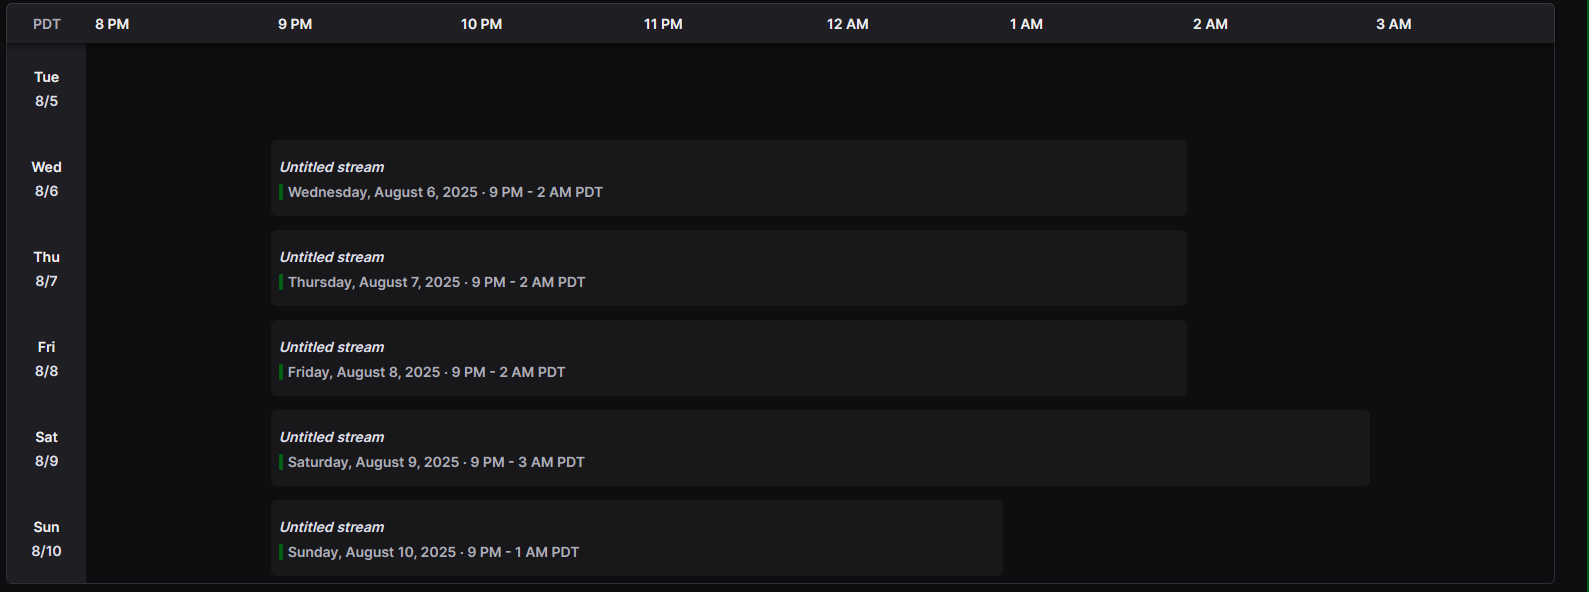 PDT 8 PM 9 PM 10 PM 11 PM 12 AM 1 AM 2 AM 3 AM
Tue
8/5
Wed
8/6
Untitled stream
Wednesday, August 6, 2025 · 9 PM - 2 AM PDT
Thu
8/7
Untitled stream
Thursday, August 7, 2025 · 9 PM - 2 AM PDT
Fri
8/8
Untitled stream
Friday, August 8, 2025 · 9 PM - 2 AM PDT
Sat
8/9
Untitled stream
Saturday, August 9, 2025 · 9 PM - 3 AM PDT
Sun
8/10
Untitled stream
Sunday, August 10, 2025 · 9 PM - 1 AM PDT